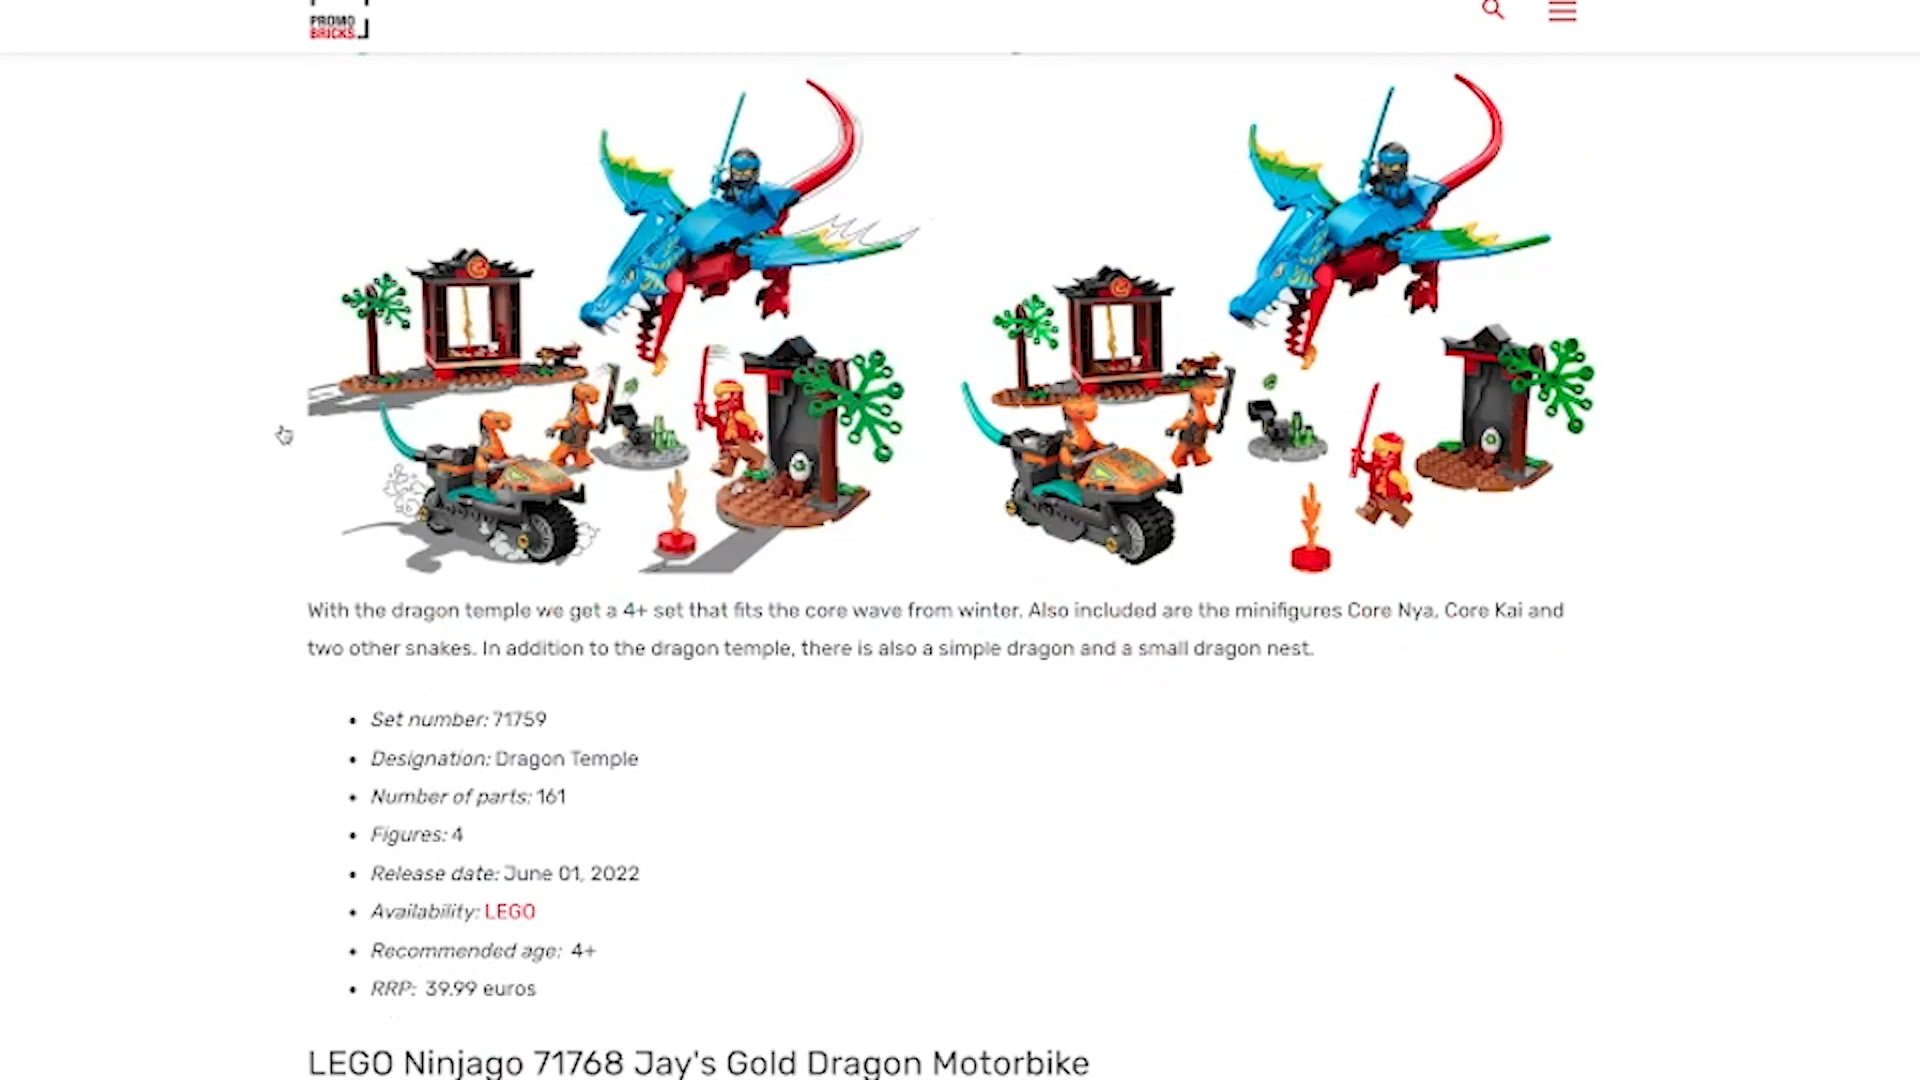 PROMO
BRICKS
With the dragon temple we get a 4+ set that fits the core wave from winter. Also included are the minifigures Core Nya, Core Kai and
two other snakes. In addition to the dragon temple, there is also a simple dragon and a small dragon nest.
• Set number: 71759
• Designation: Dragon Temple
• Number of parts: 161
• Figures: 4
• Release date: June 01, 2022
• Availability: LEGO
• Recommended age: 4+
• RRP: 39.99 euros
LEGO Ninjago 71768 Jay's Gold Dragon Motorbike